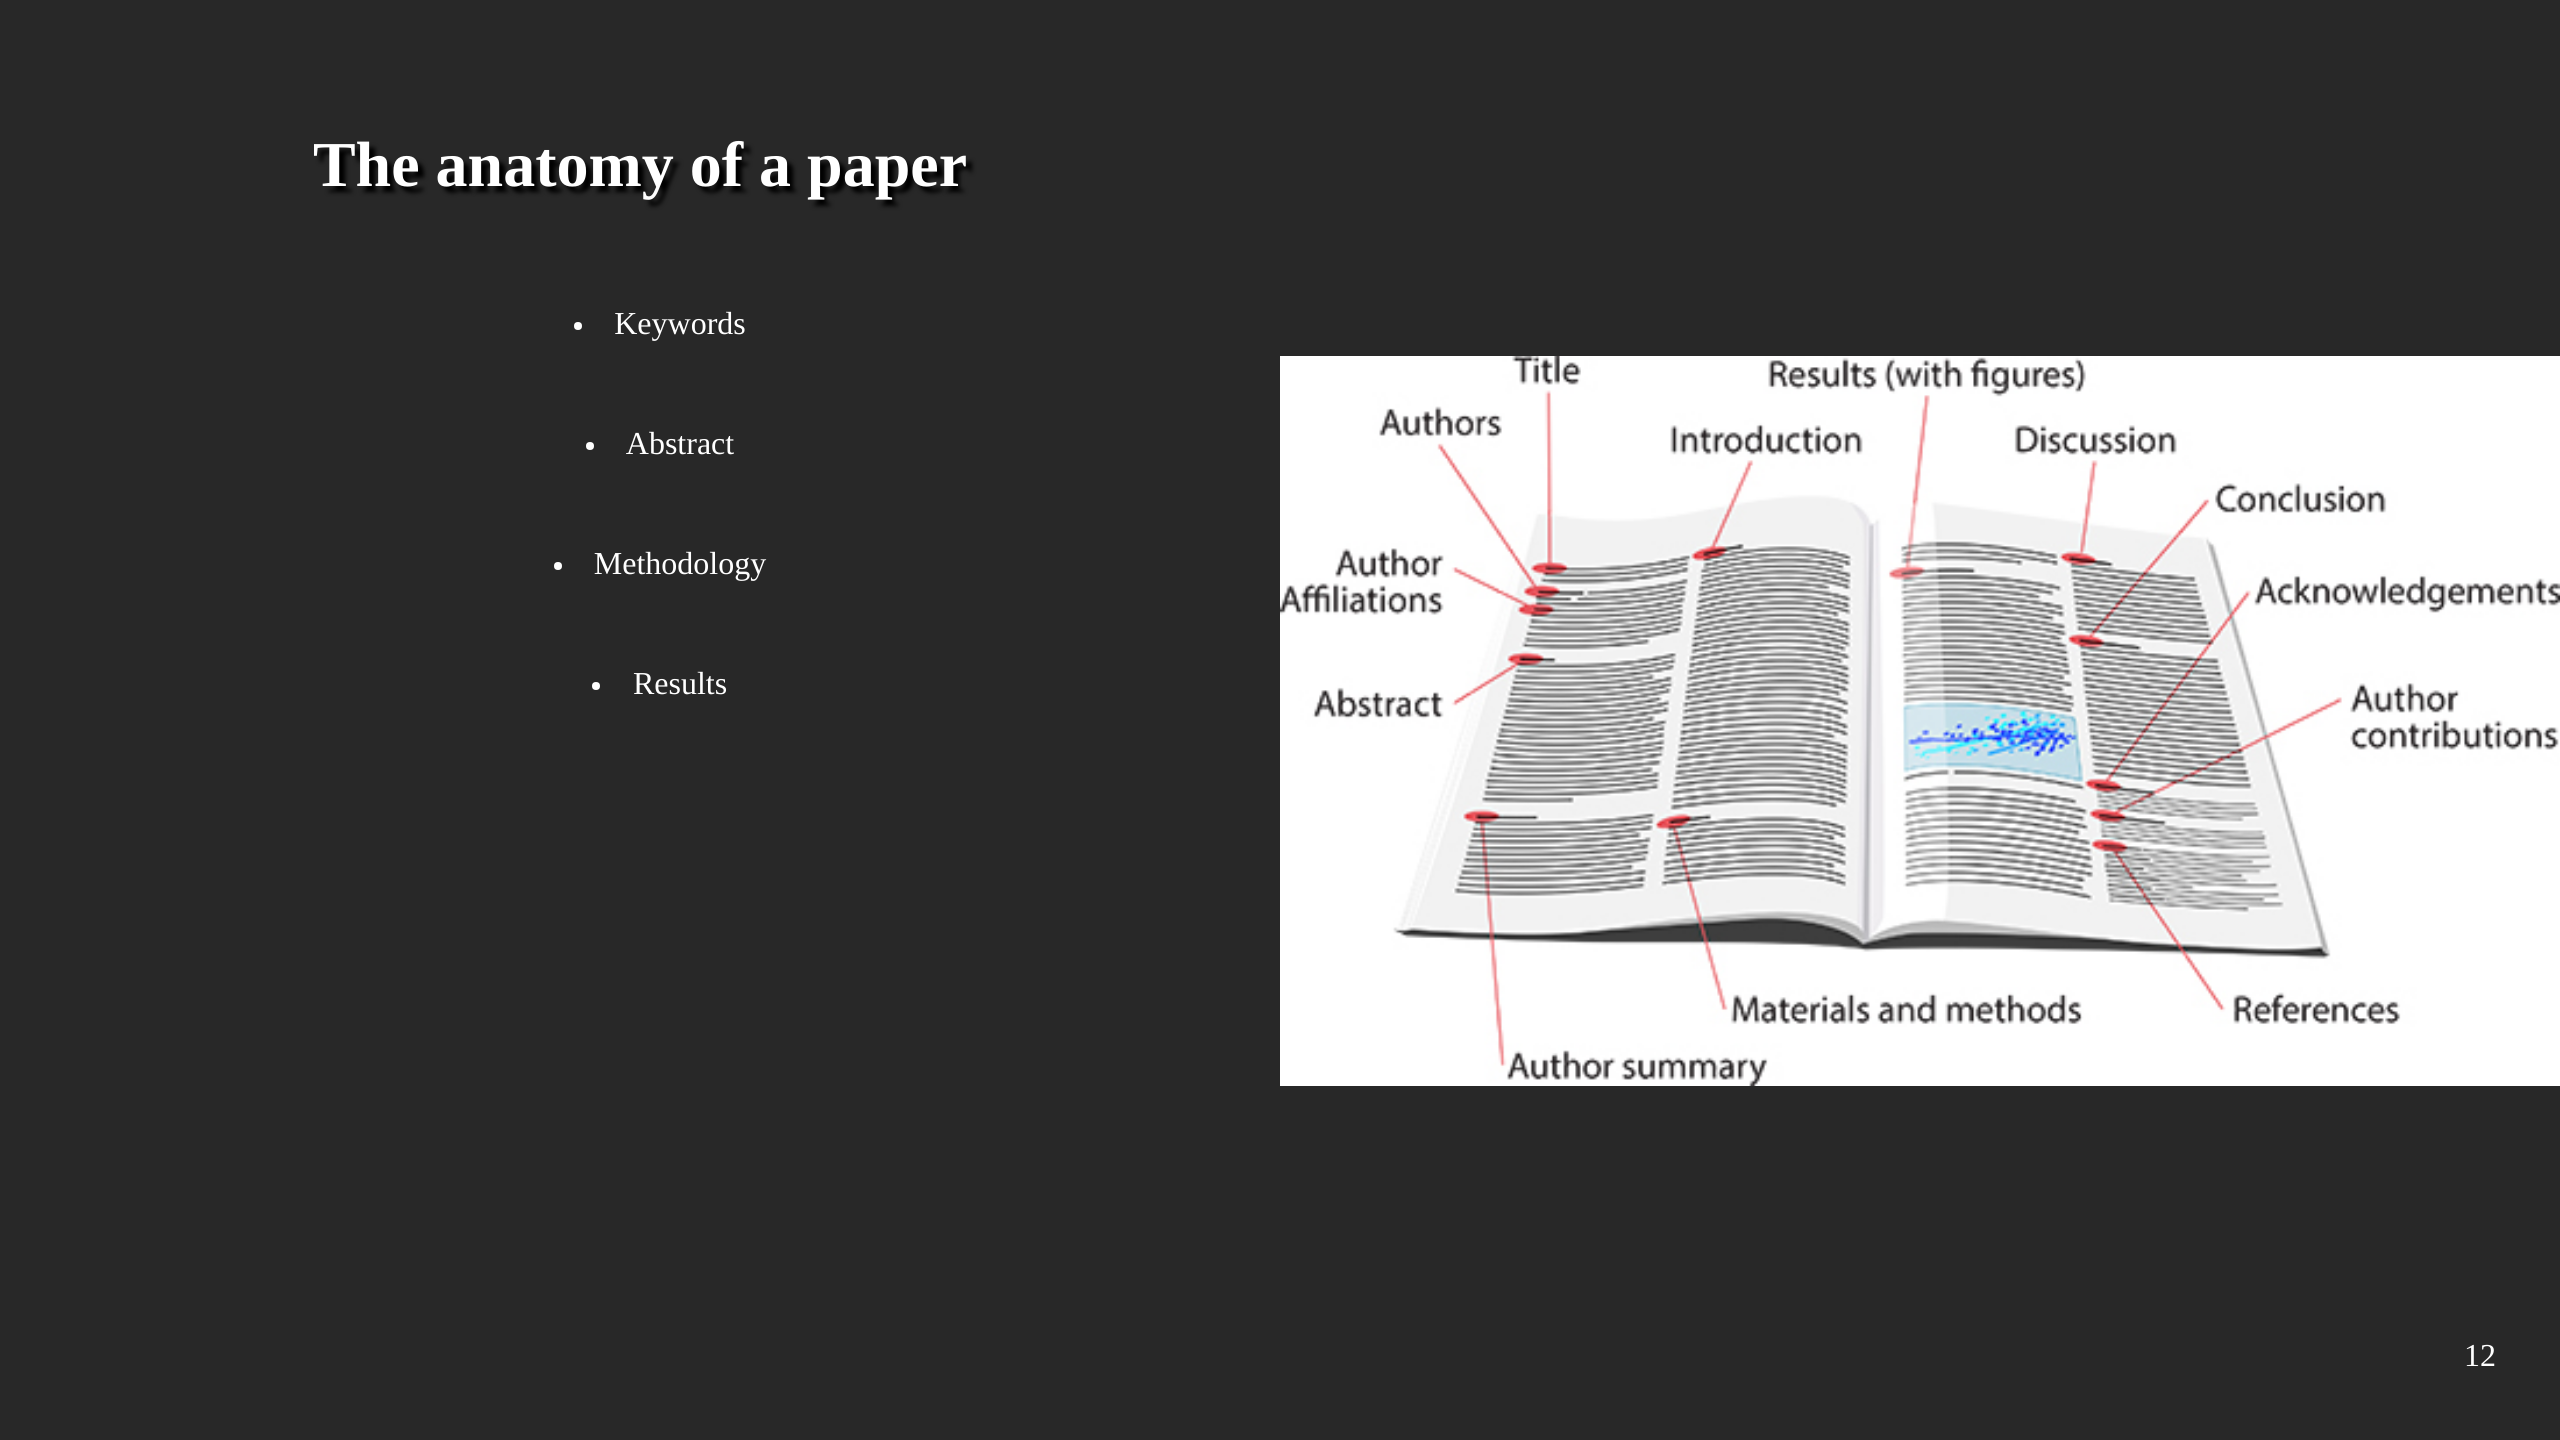 The anatomy of a paper
• Keywords
• Abstract
• Methodology
• Results
Title
Results (with figures)
Authors
Introduction
Discussion
Conclusion
Author
Affiliations
Acknowledgements
Abstract
Author
contributions
Materials and methods
References
Author summary
12